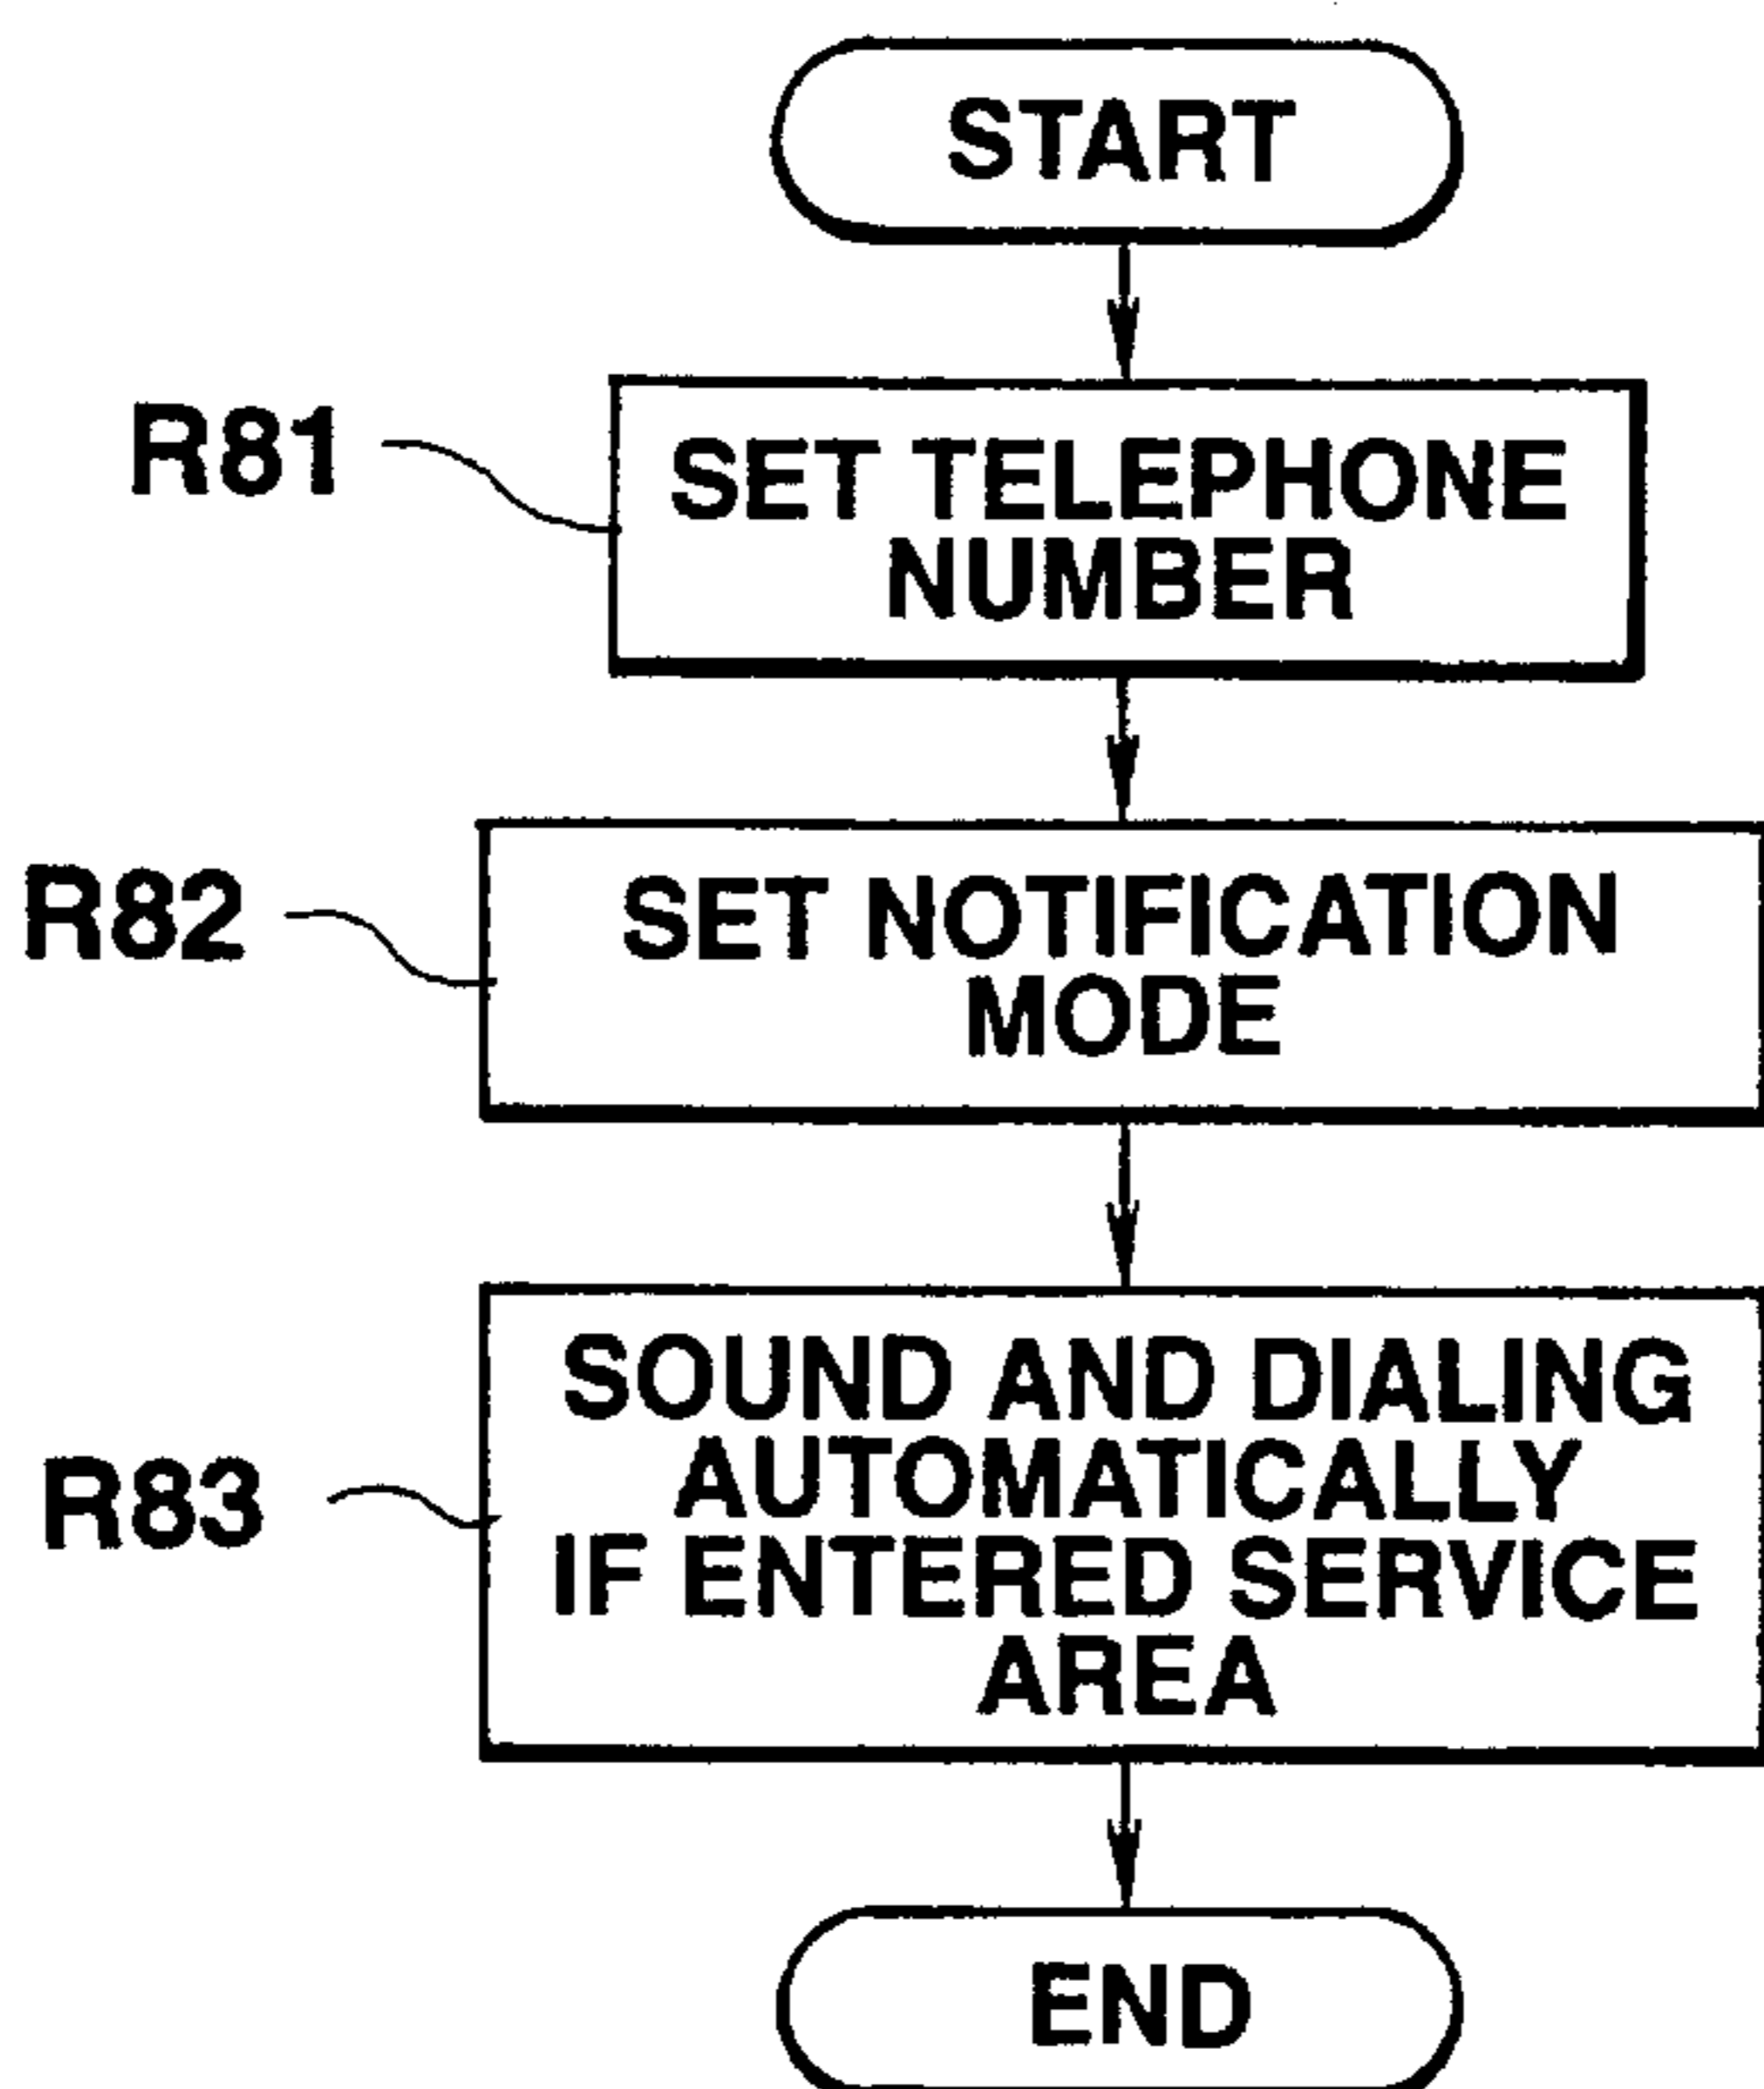 START
R81
SET TELEPHONE
NUMBER
R82
SET NOTIFICATION
MODE
R83
SOUND AND DIALING
AUTOMATICALLY
IF ENTERED SERVICE
AREA
END